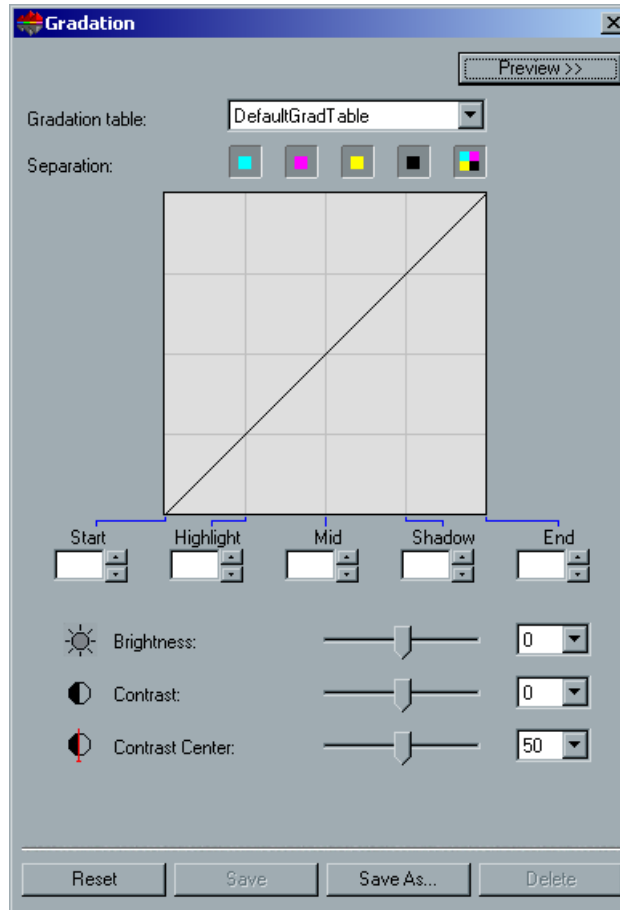 Gradation
Preview >>
Gradation table:
DefaultGradTable
Separation:
Start Highlight Mid Shadow End
Brightness:
0
Contrast:
0
Contrast Center:
50
Reset Save Save As... Delete